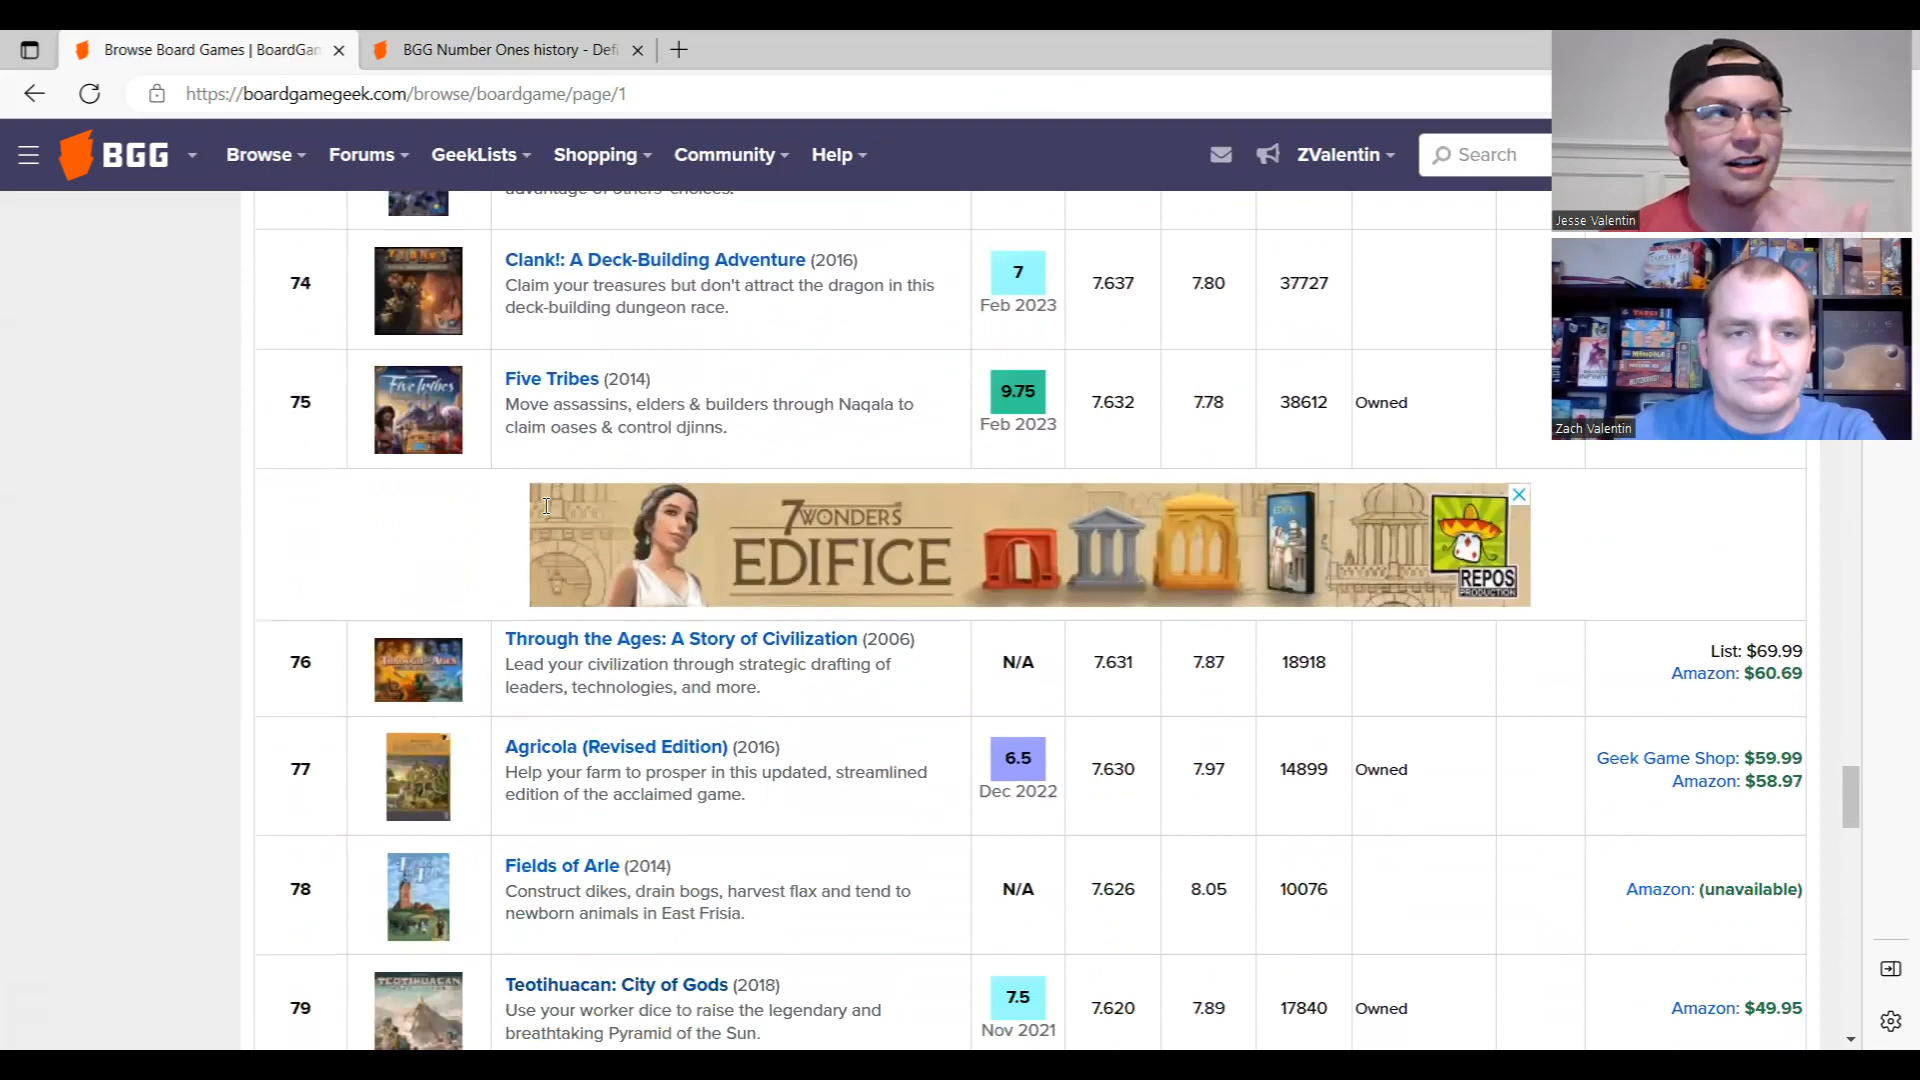 Browse Board Games | BoardGan
BGG Number Ones history - Def
https://boardgamegeek.com/browse/boardgame/page/1
BGG Browse Forums GeekLists Shopping Community Help ZValentin Search
Jesse Valentin
Zach Valentin
advantage of others' choices.
74 Clank!: A Deck-Building Adventure (2016)
Claim your treasures but don't attract the dragon in this
deck-building dungeon race.
7
Feb 2023
7.637 7.80 37727
75 Five Tribes (2014)
Move assassins, elders & builders through Naqala to
claim oases & control djinns.
9.75
Feb 2023
7.632 7.78 38612 Owned
7 WONDERS
EDIFICE
REPOS
PRODUCTION
76 Through the Ages: A Story of Civilization (2006)
Lead your civilization through strategic drafting of
leaders, technologies, and more.
N/A 7.631 7.87 18918
List: $69.99
Amazon: $60.69
77 Agricola (Revised Edition) (2016)
Help your farm to prosper in this updated, streamlined
edition of the acclaimed game.
6.5
Dec 2022
7.630 7.97 14899 Owned
Geek Game Shop: $59.99
Amazon: $58.97
78 Fields of Arle (2014)
Construct dikes, drain bogs, harvest flax and tend to
newborn animals in East Frisia.
N/A 7.626 8.05 10076
Amazon: (unavailable)
79 Teotihuacan: City of Gods (2018)
Use your worker dice to raise the legendary and
breathtaking Pyramid of the Sun.
7.5
Nov 2021
7.620 7.89 17840 Owned
Amazon: $49.95
Five Tribes
TEOTIHUACAN